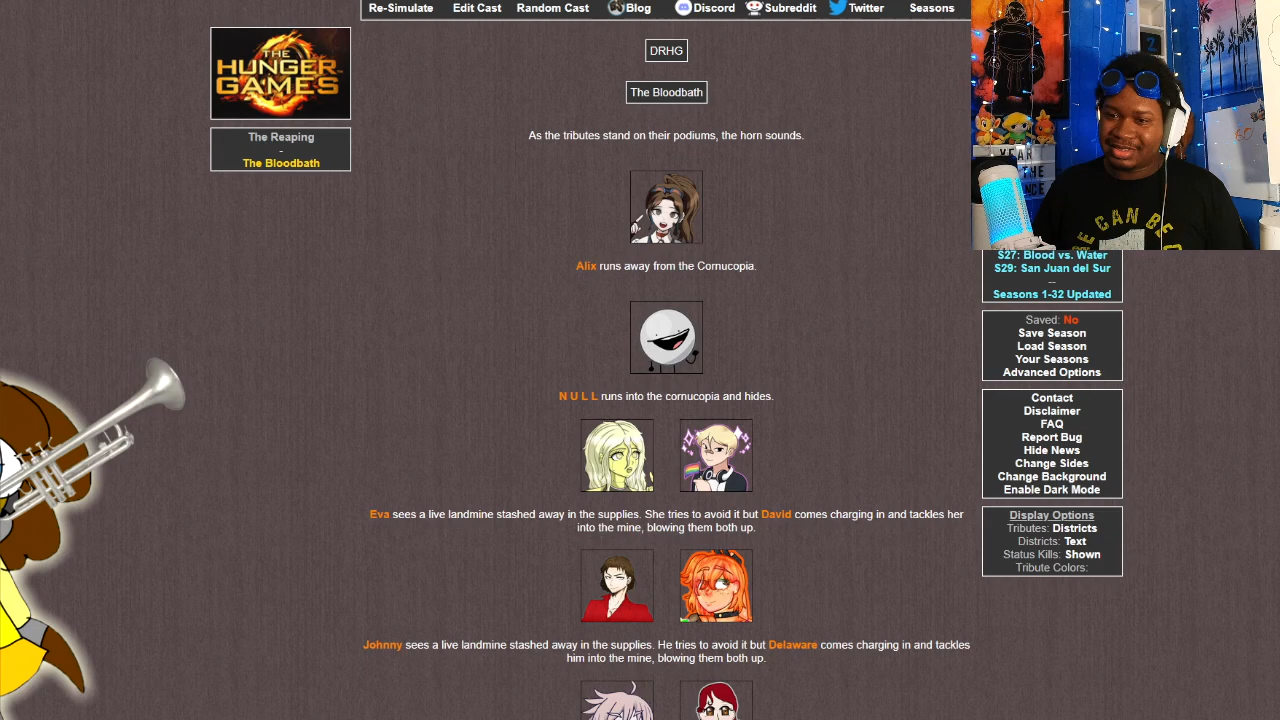 Re-Simulate Edit Cast Random Cast Blog Discord Subreddit Twitter Seasons
THE
HUNGER
GAMES
The Reaping
-
The Bloodbath
DRHG
The Bloodbath
As the tributes stand on their podiums, the horn sounds.
Alix runs away from the Cornucopia.
N U L L runs into the cornucopia and hides.
Eva sees a live landmine stashed away in the supplies. She tries to avoid it but David comes charging in and tackles her
into the mine, blowing them both up.
Johnny sees a live landmine stashed away in the supplies. He tries to avoid it but Delaware comes charging in and tackles
him into the mine, blowing them both up.
YEAR
THE
CAN BE
S27: Blood vs. Water
S29: San Juan del Sur
--
Seasons 1-32 Updated
Saved: No
Save Season
Load Season
Your Seasons
Advanced Options
Contact
Disclaimer
FAQ
Report Bug
Hide News
Change Sides
Change Background
Enable Dark Mode
Display Options
Tributes: Districts
Districts: Text
Status Kills: Shown
Tribute Colors: